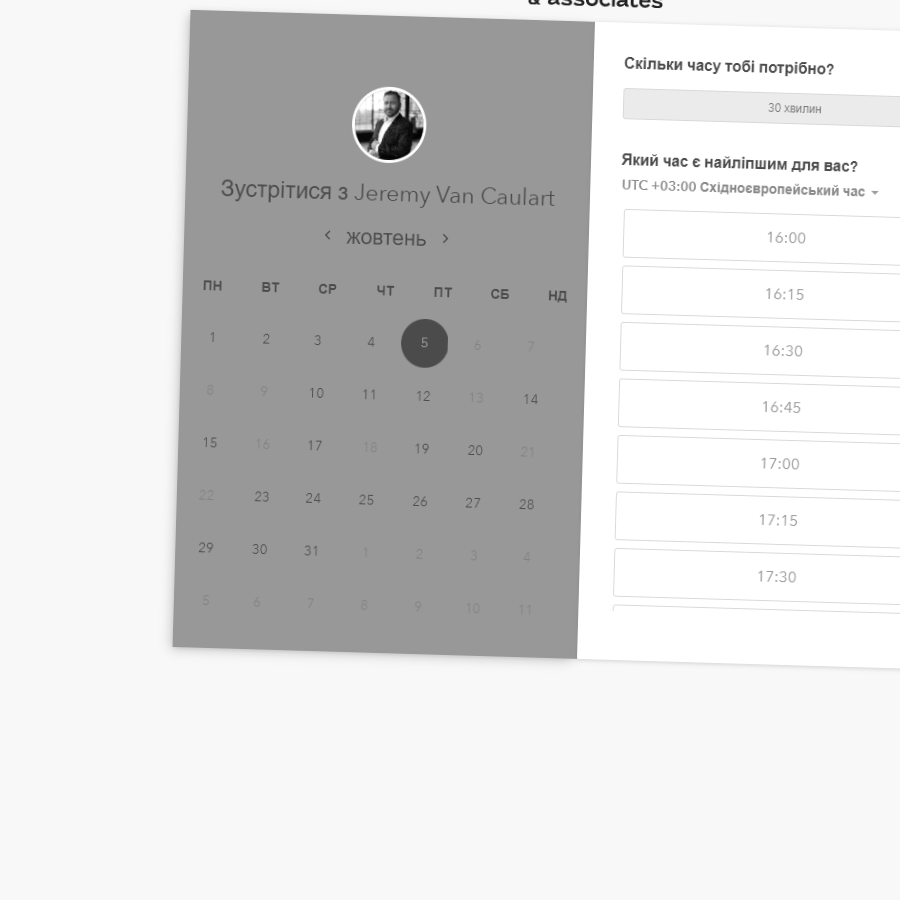 & associates
Зустрітися з Jeremy Van Caulart
жовтень
ПН ВТ СР ЧТ ПТ СБ НД
1 2 3 4 5 6 7
8 9 10 11 12 13 14
15 16 17 18 19 20 21
22 23 24 25 26 27 28
29 30 31 1 2 3 4
5 6 7 8 9 10 11
Скільки часу тобі потрібно?
30 хвилин
Який час є найліпшим для вас?
UTC +03:00 Східноєвропейський час
16:00
16:15
16:30
16:45
17:00
17:15
17:30